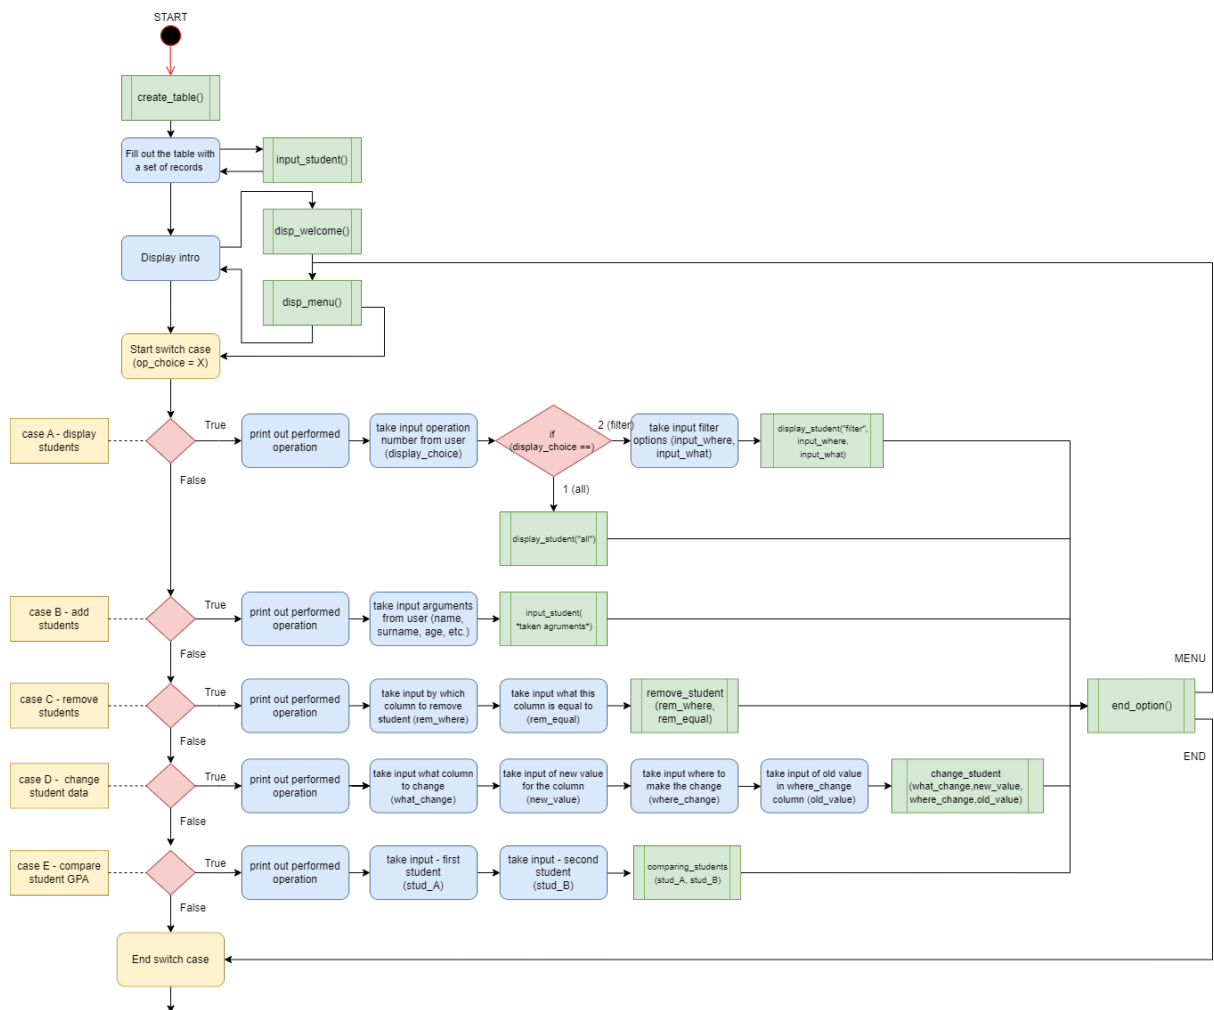 START
create_table()
Fill out the table with
a set of records
input_student()
disp_welcome()
Display intro
disp_menu()
Start switch case
(op_choice = X)
case A - display
students
True
print out performed
operation
take input operation
number from user
(display_choice)
if
(display_choice ==)
2 (filter)
take input filter
options (input_where,
input_what)
display_student("filter",
input_where,
input_what)
False
1 (all)
display_student("all")
case B - add
students
True
print out performed
operation
take input arguments
from user (name,
surname, age, etc.)
input_student(
*taken agruments*)
False
MENU
case C - remove
students
True
print out performed
operation
take input by which
column to remove
student (rem_where)
take input what this
column is equal to
(rem_equal)
remove_student
(rem_where,
rem_equal)
end_option()
False
END
case D -  change
student data
True
print out performed
operation
take input what column
to change
(what_change)
take input of new value
for the column
(new_value)
take input where to
make the change
(where_change)
take input of old value
in where_change
column (old_value)
change_student
(what_change,new_value,
where_change,old_value)
False
case E - compare
student GPA
True
print out performed
operation
take input - first
student
(stud_A)
take input - second
student
(stud_B)
comparing_students
(stud_A, stud_B)
False
End switch case